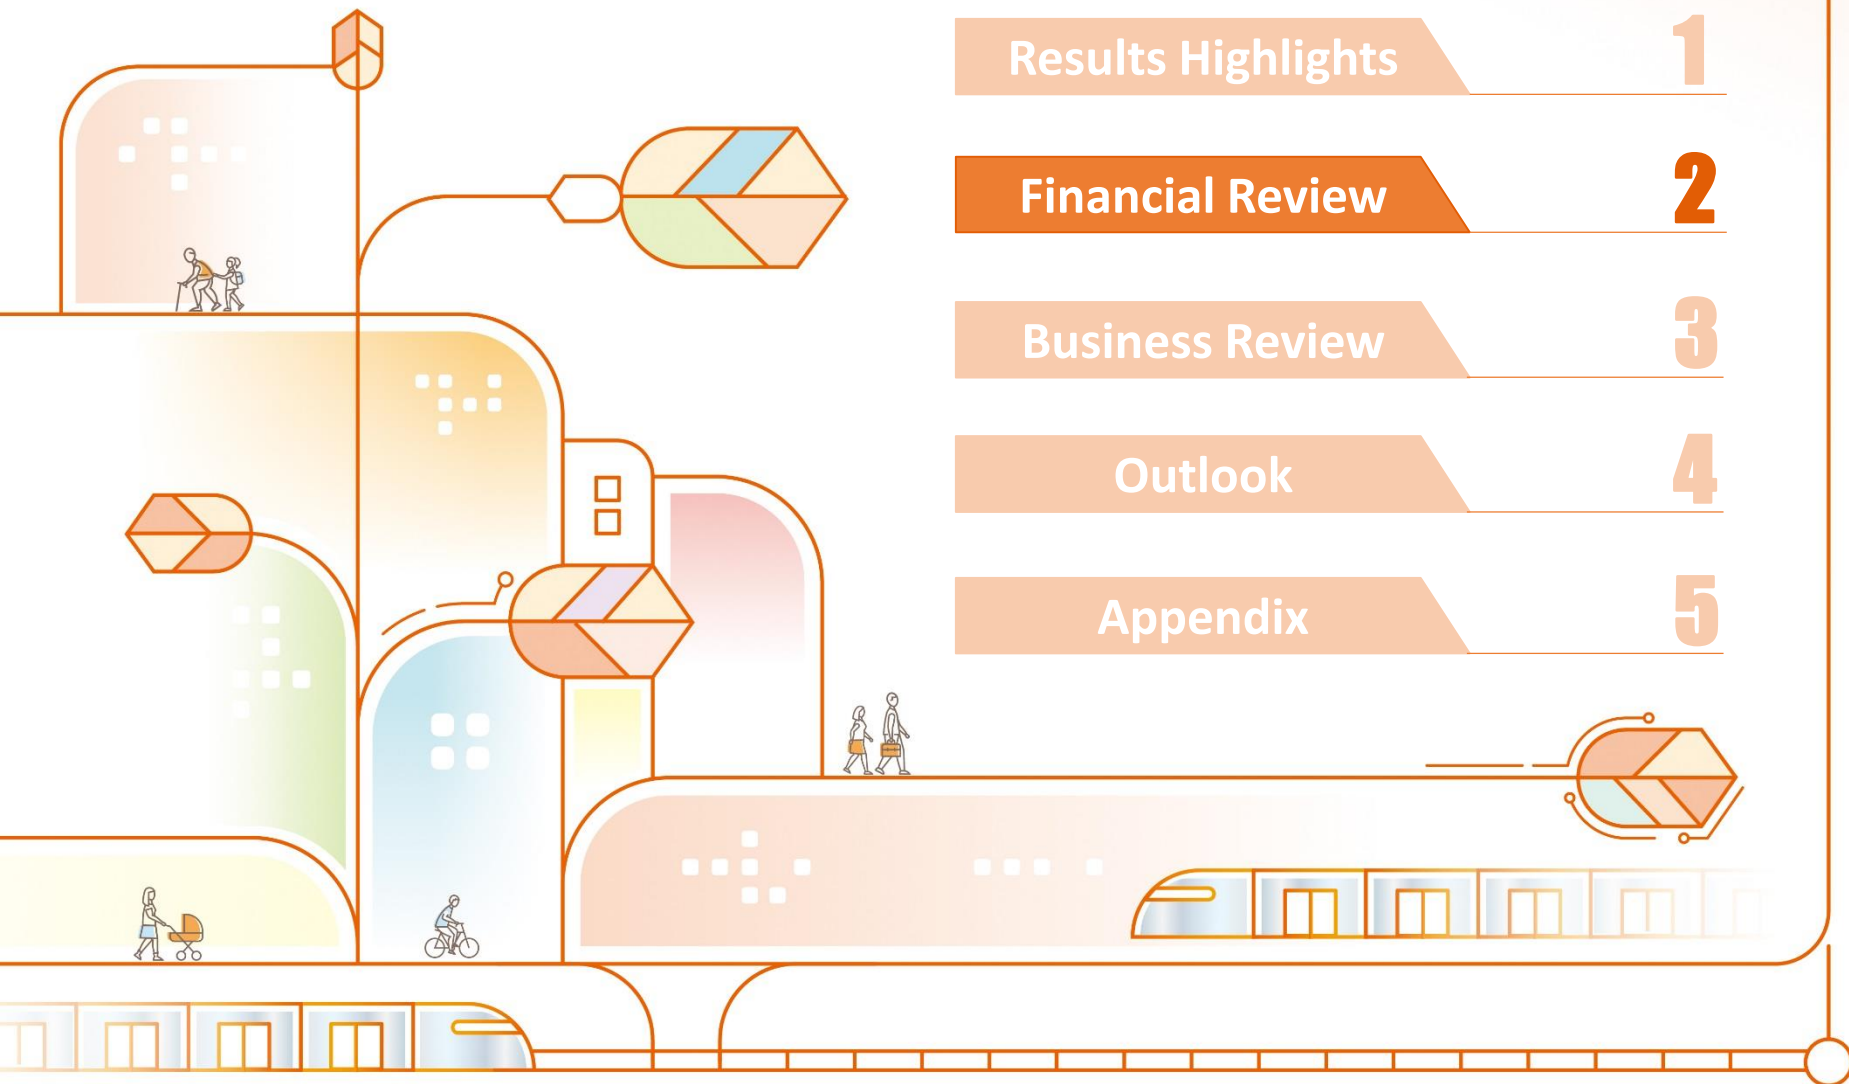 Results Highlights 1
Financial Review 2
Business Review 3
Outlook 4
Appendix 5